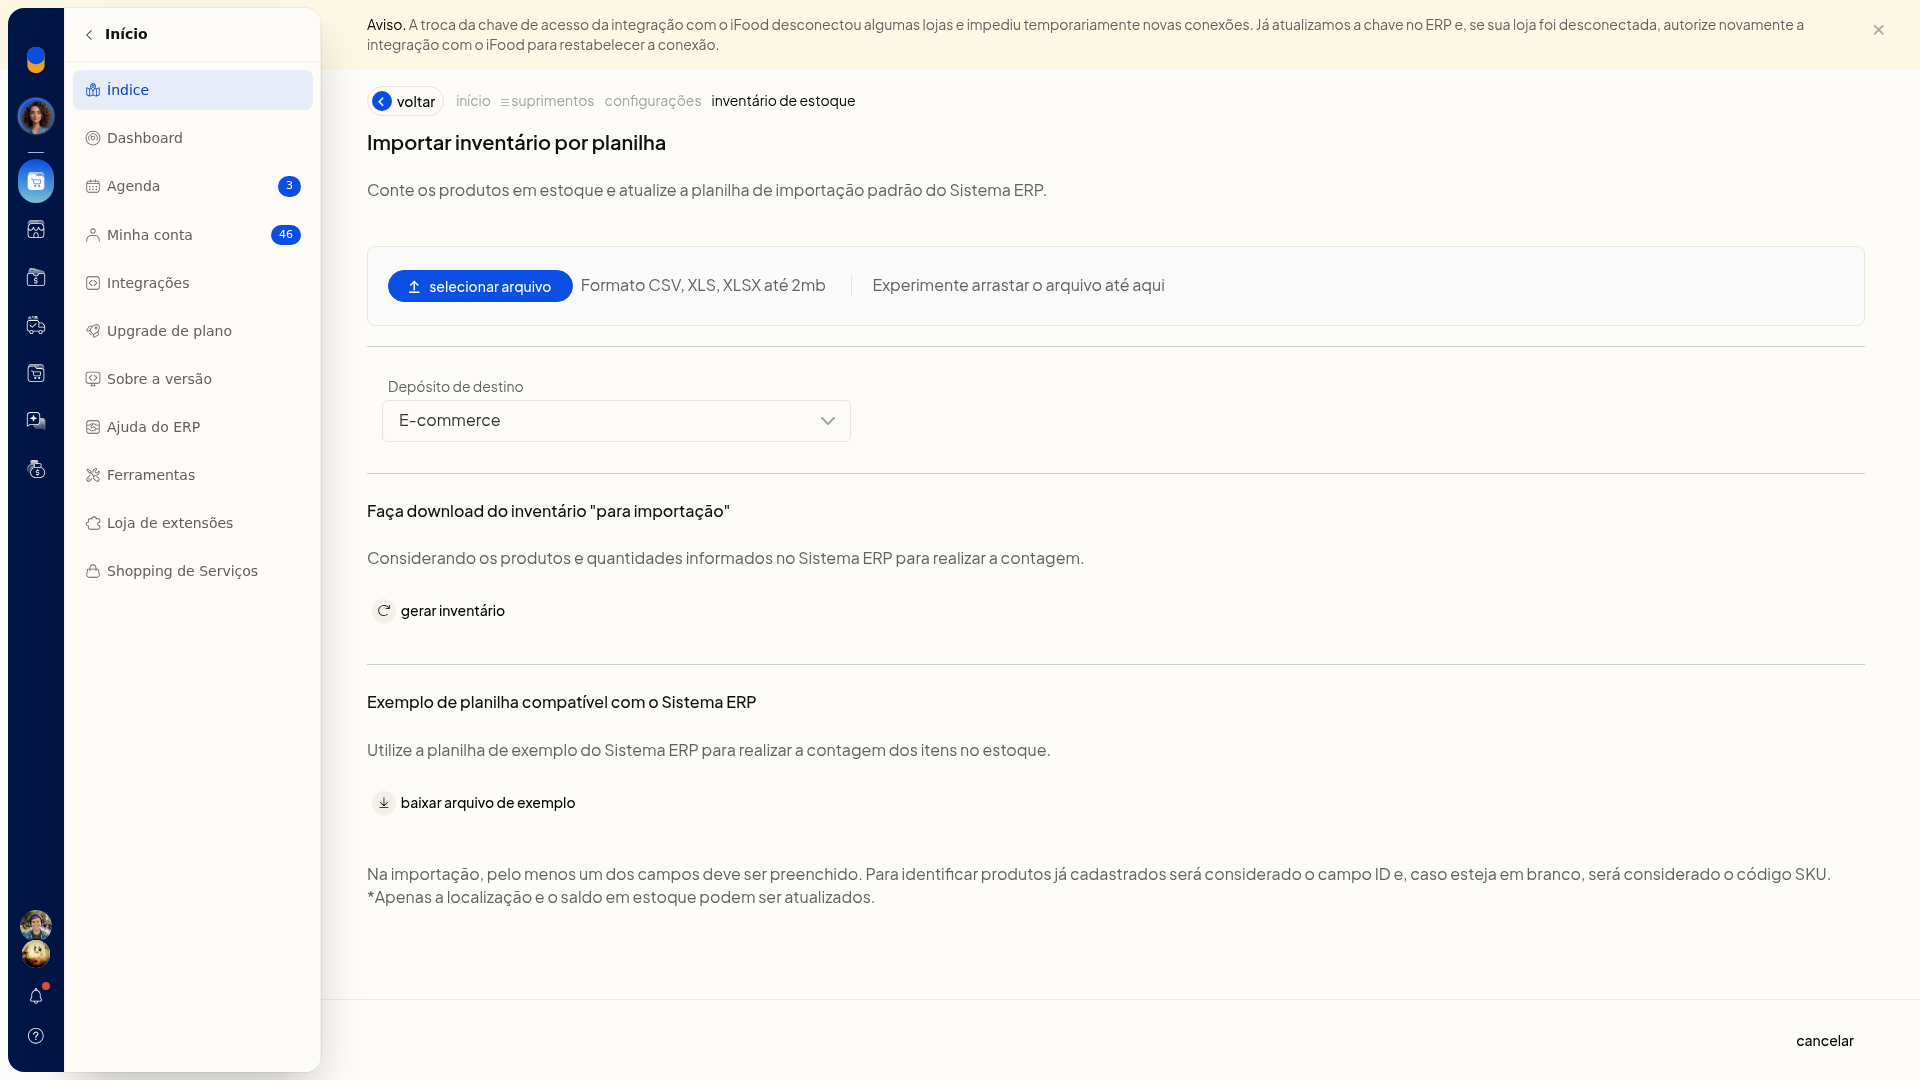 Início
Índice
Dashboard
Agenda
3
Minha conta
46
Integrações
Upgrade de plano
Sobre a versão
Ajuda do ERP
Ferramentas
Loja de extensões
Shopping de Serviços
Aviso. A troca da chave de acesso da integração com o iFood desconectou algumas lojas e impediu temporariamente novas conexões. Já atualizamos a chave no ERP e, se sua loja foi desconectada, autorize novamente a
integração com o iFood para restabelecer a conexão.
voltar início suprimentos configurações inventário de estoque
Importar inventário por planilha
Conte os produtos em estoque e atualize a planilha de importação padrão do Sistema ERP.
selecionar arquivo Formato CSV, XLS, XLSX até 2mb Experimente arrastar o arquivo até aqui
Depósito de destino
E-commerce
Faça download do inventário "para importação"
Considerando os produtos e quantidades informados no Sistema ERP para realizar a contagem.
gerar inventário
Exemplo de planilha compatível com o Sistema ERP
Utilize a planilha de exemplo do Sistema ERP para realizar a contagem dos itens no estoque.
baixar arquivo de exemplo
Na importação, pelo menos um dos campos deve ser preenchido. Para identificar produtos já cadastrados será considerado o campo ID e, caso esteja em branco, será considerado o código SKU.
*Apenas a localização e o saldo em estoque podem ser atualizados.
cancelar